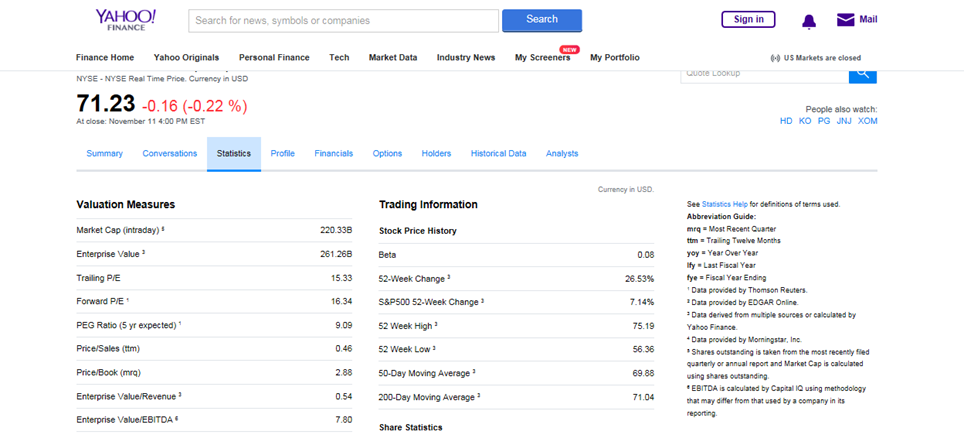 YAHOO!
FINANCE
Search for news, symbols or companies
Search
Sign in
Mail
Finance Home Yahoo Originals Personal Finance Tech Market Data Industry News My Screeners NEW My Portfolio US Markets are closed
NYSE - NYSE Real Time Price. Currency in USD
Quote Lookup
71.23 -0.16 (-0.22 %)
At close: November 11 4:00 PM EST
People also watch:
HD KO PG JNJ XOM
Summary Conversations Statistics Profile Financials Options Holders Historical Data Analysts
Currency in USD.
Valuation Measures
Market Cap (intraday) 5 220.33B
Enterprise Value 3 261.26B
Trailing P/E 15.33
Forward P/E 1 16.34
PEG Ratio (5 yr expected) 1 9.09
Price/Sales (ttm) 0.46
Price/Book (mrq) 2.88
Enterprise Value/Revenue 3 0.54
Enterprise Value/EBITDA 6 7.80
Trading Information
Stock Price History
Beta 0.08
52-Week Change 3 26.53%
S&P500 52-Week Change 3 7.14%
52 Week High 3 75.19
52 Week Low 3 56.36
50-Day Moving Average 3 69.88
200-Day Moving Average 3 71.04
Share Statistics
See Statistics Help for definitions of terms used.
Abbreviation Guide:
mrq = Most Recent Quarter
ttm = Trailing Twelve Months
yoy = Year Over Year
lfy = Last Fiscal Year
fye = Fiscal Year Ending
1 Data provided by Thomson Reuters.
2 Data provided by EDGAR Online.
3 Data derived from multiple sources or calculated by
Yahoo Finance.
4 Data provided by Morningstar, Inc.
5 Shares outstanding is taken from the most recently filed
quarterly or annual report and Market Cap is calculated
using shares outstanding.
6 EBITDA is calculated by Capital IQ using methodology
that may differ from that used by a company in its
reporting.